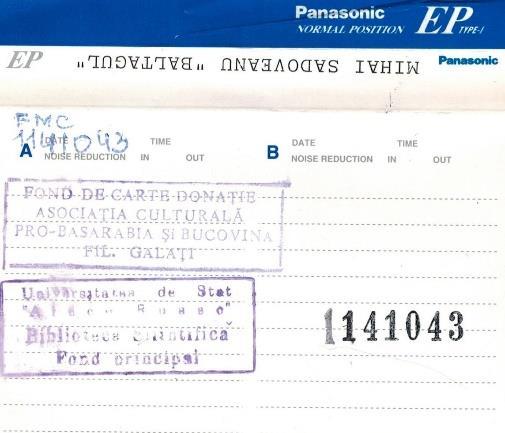 Panasonic EP TYPE-I
NORMAL POSITION
EP MIHAI SADOVEANU "BALTAGUL" Panasonic
FMC
1141043
A DATE TIME
NOISE REDUCTION IN OUT
B DATE TIME
NOISE REDUCTION IN OUT
FOND DE CARTE DONAȚIE
ASOCIAȚIA CULTURALĂ
PRO-BASARABIA ȘI BUCOVINA
FIL. GALAȚI
Universitatea de Stat
"Alecu Russo"
Biblioteca Științifică
Fond principal
1141043